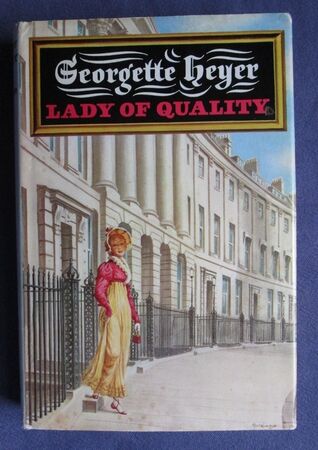 Georgette Heyer
LADY OF QUALITY